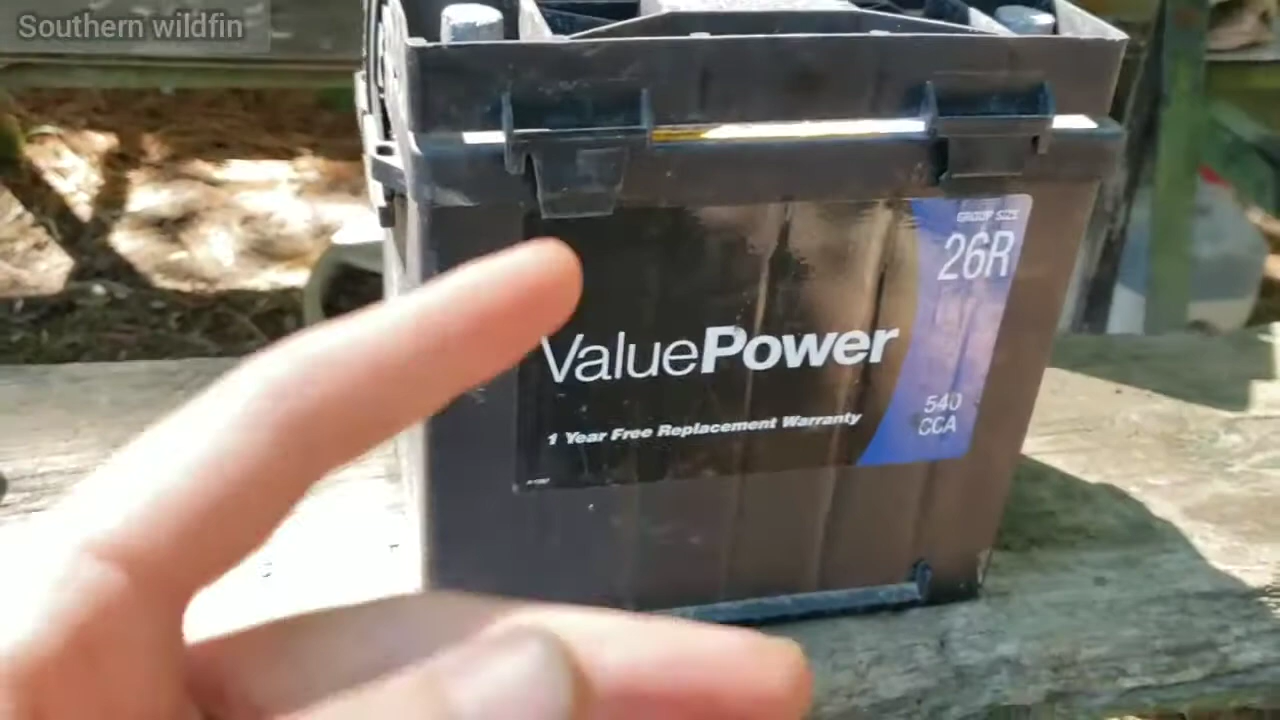 Southern wildfin
GROUP SIZE
26R
ValuePower
540
CCA
1 Year Free Replacement Warranty